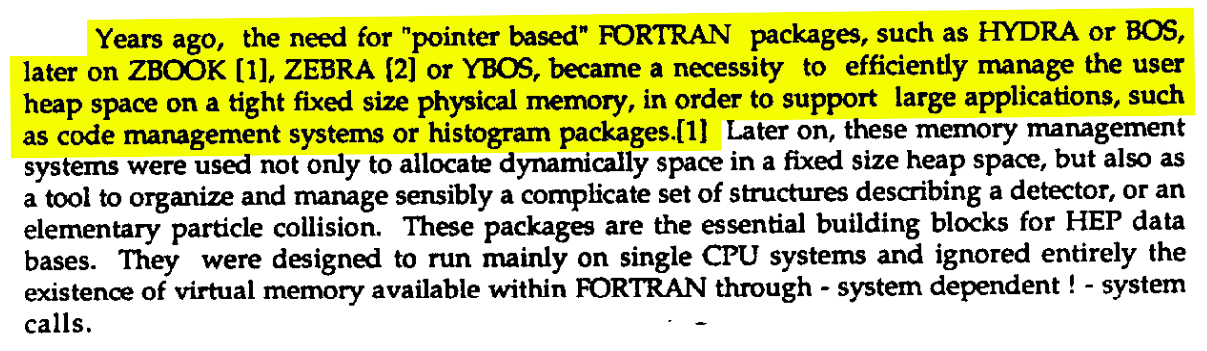 Years ago, the need for "pointer based" FORTRAN packages, such as HYDRA or BOS,
later on ZBOOK [1], ZEBRA [2] or YBOS, became a necessity to efficiently manage the user
heap space on a tight fixed size physical memory, in order to support large applications, such
as code management systems or histogram packages.[1] Later on, these memory management
systems were used not only to allocate dynamically space in a fixed size heap space, but also as
a tool to organize and manage sensibly a complicate set of structures describing a detector, or an
elementary particle collision. These packages are the essential building blocks for HEP data
bases. They were designed to run mainly on single CPU systems and ignored entirely the
existence of virtual memory available within FORTRAN through - system dependent ! - system
calls.